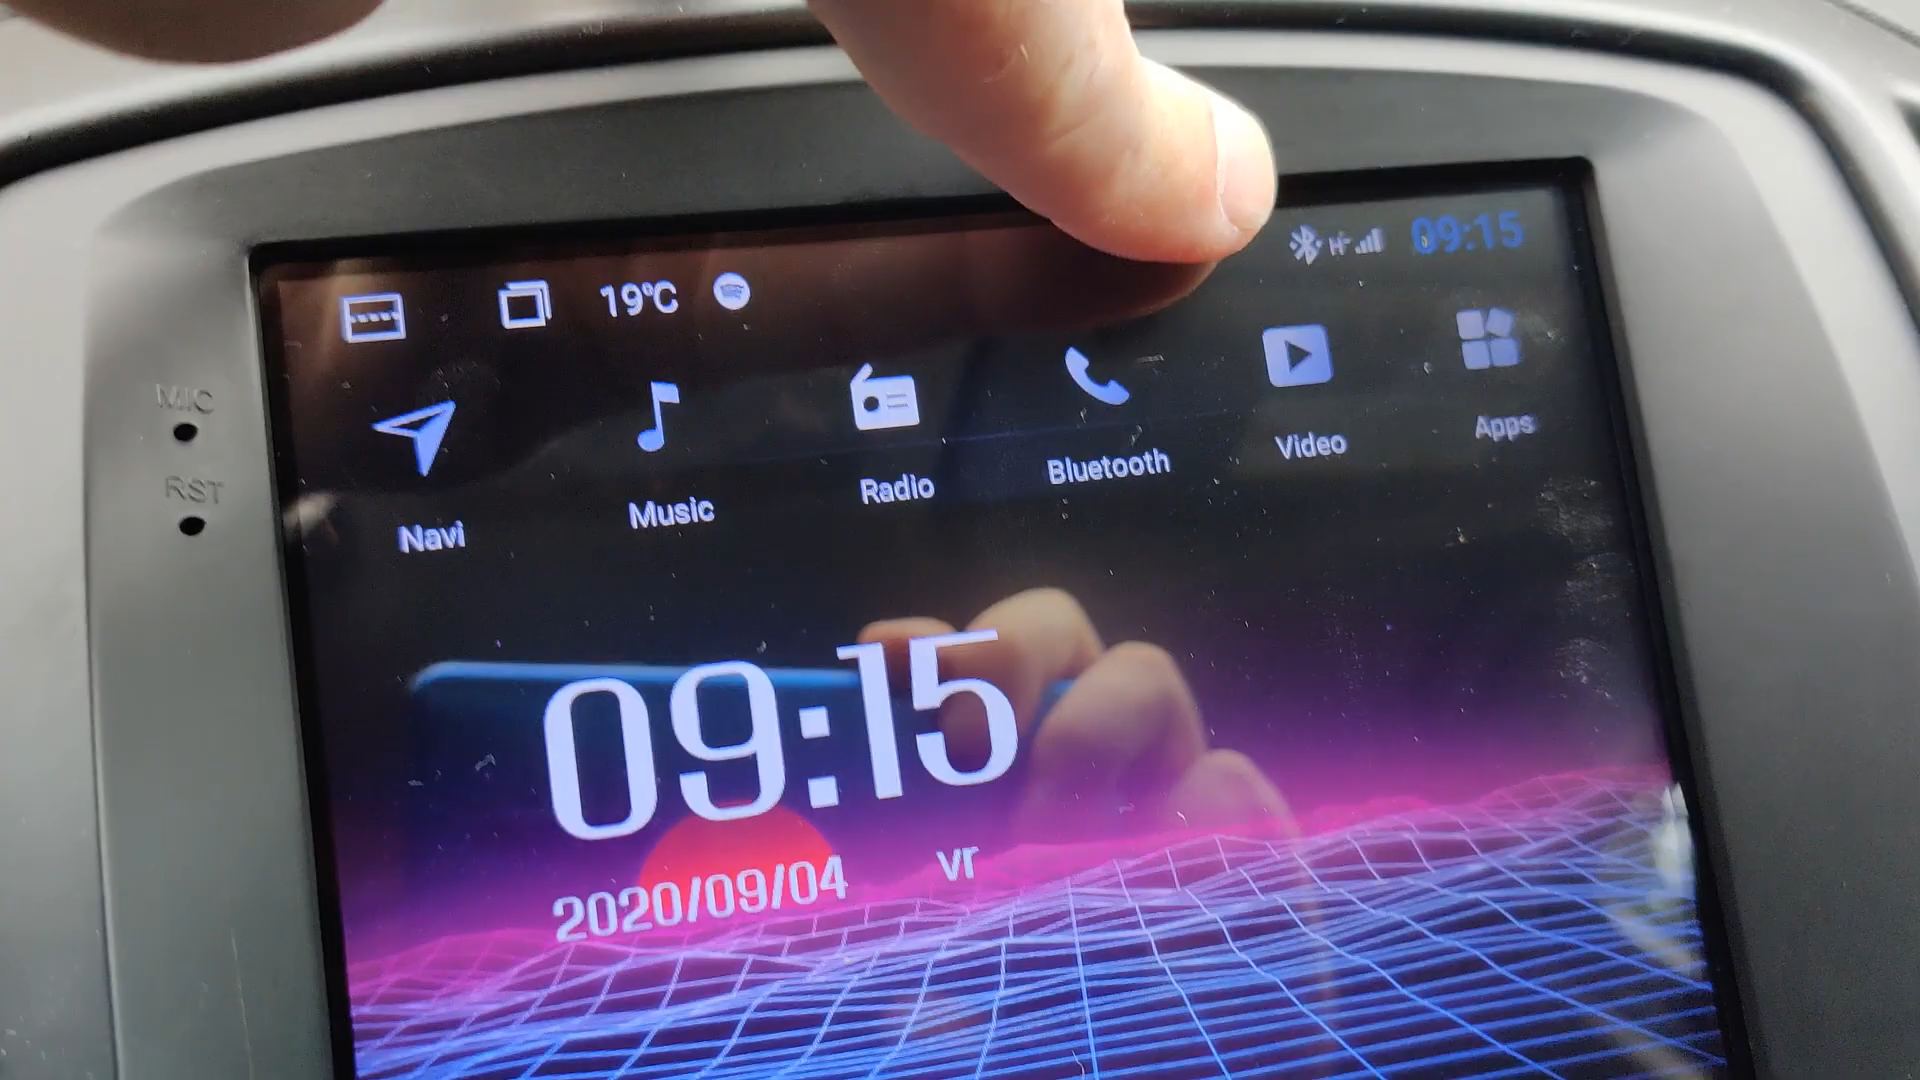 19°C
H+ 09:15
Navi
Music
Radio
Bluetooth
Video
Apps
MIC
RST
09:15
2020/09/04 vr